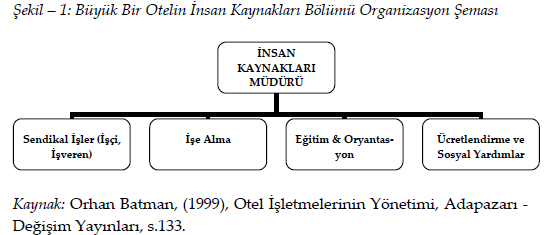 Şekil – 1: Büyük Bir Otelin İnsan Kaynakları Bölümü Organizasyon Şeması
İNSAN
KAYNAKLARI
MÜDÜRÜ
Sendikal İşler (İşçi,
İşveren)
İşe Alma
Eğitim & Oryantas-
yon
Ücretlendirme ve
Sosyal Yardımlar
Kaynak: Orhan Batman, (1999), Otel İşletmelerinin Yönetimi, Adapazarı -
Değişim Yayınları, s.133.